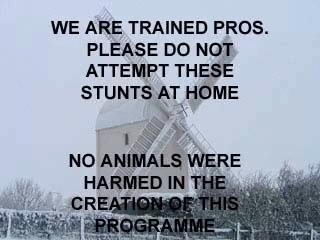 WE ARE TRAINED PROS.
PLEASE DO NOT
ATTEMPT THESE
STUNTS AT HOME
NO ANIMALS WERE
HARMED IN THE
CREATION OF THIS
PROGRAMME